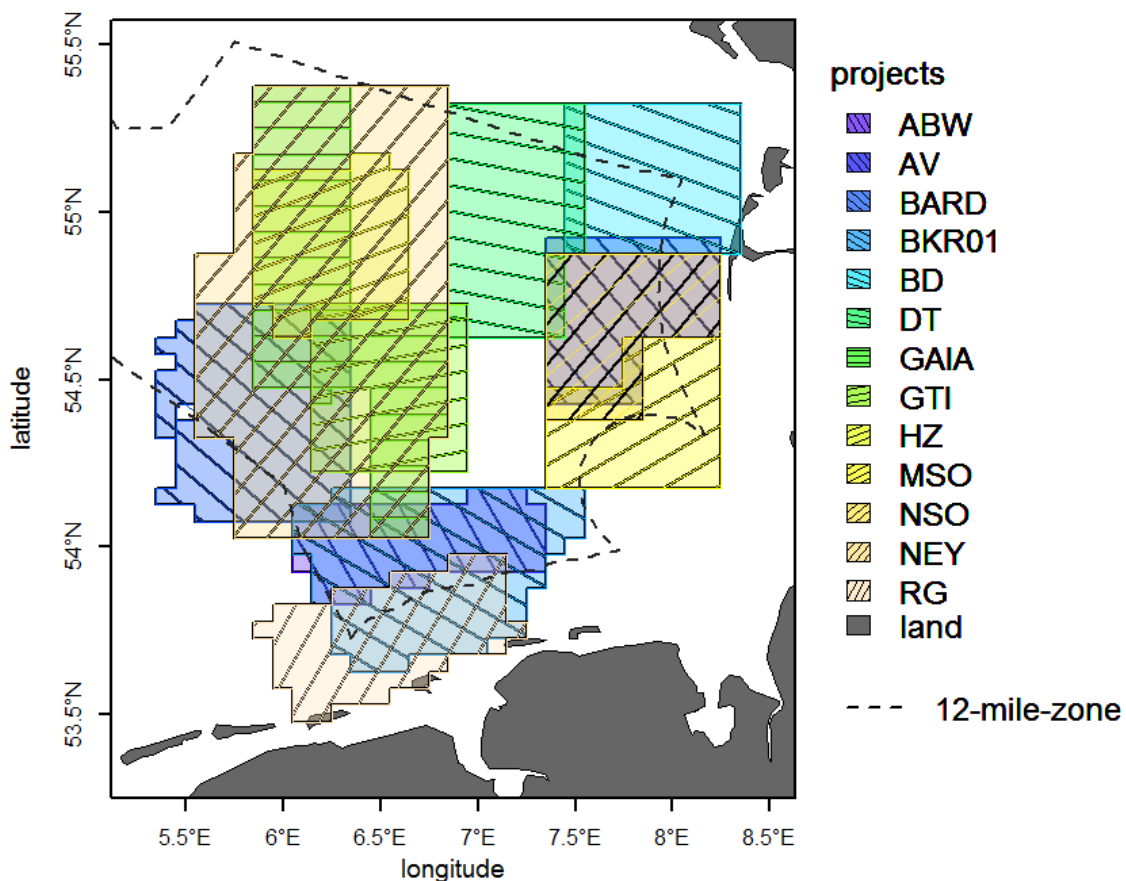 projects
ABW
AV
BARD
BKR01
BD
DT
GAIA
GTI
HZ
MSO
NSO
NEY
RG
land
12-mile-zone
latitude
55.5°N
55°N
54.5°N
54°N
53.5°N
5.5°E 6°E 6.5°E 7°E 7.5°E 8°E 8.5°E
longitude